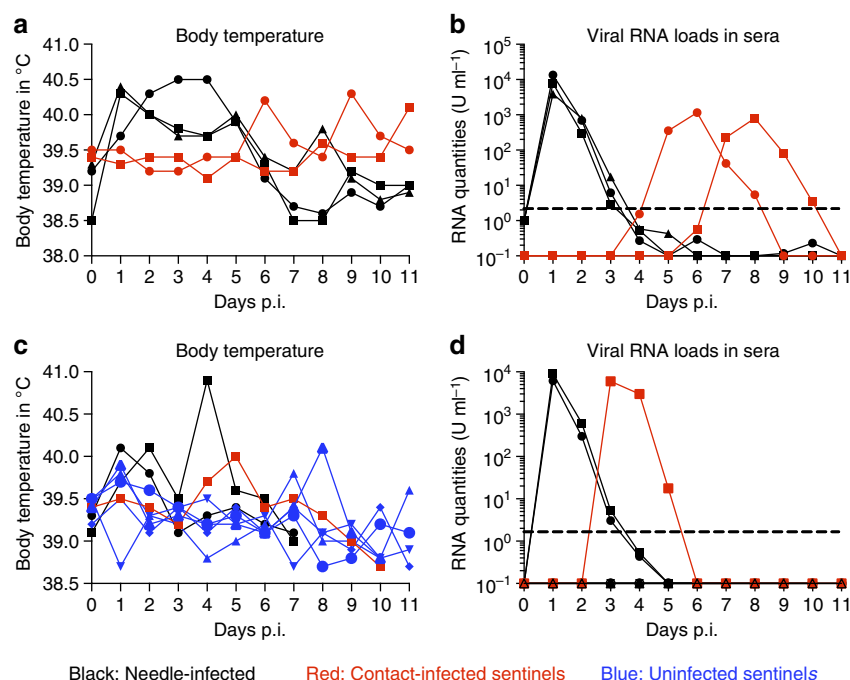 a
Body temperature
41.0
40.5
40.0
39.5
39.0
38.5
38.0
Body temperature in °C
0 1 2 3 4 5 6 7 8 9 10 11
Days p.i.
b
Viral RNA loads in sera
10⁵
10⁴
10³
10²
10¹
10⁰
10⁻¹
RNA quantities (U ml⁻¹)
0 1 2 3 4 5 6 7 8 9 10 11
Days p.i.
c
Body temperature
41.0
40.5
40.0
39.5
39.0
38.5
Body temperature in °C
0 1 2 3 4 5 6 7 8 9 10 11
Days p.i.
d
Viral RNA loads in sera
10⁴
10³
10²
10¹
10⁰
10⁻¹
RNA quantities (U ml⁻¹)
0 1 2 3 4 5 6 7 8 9 10 11
Days p.i.
Black: Needle-infected Red: Contact-infected sentinels Blue: Uninfected sentinels